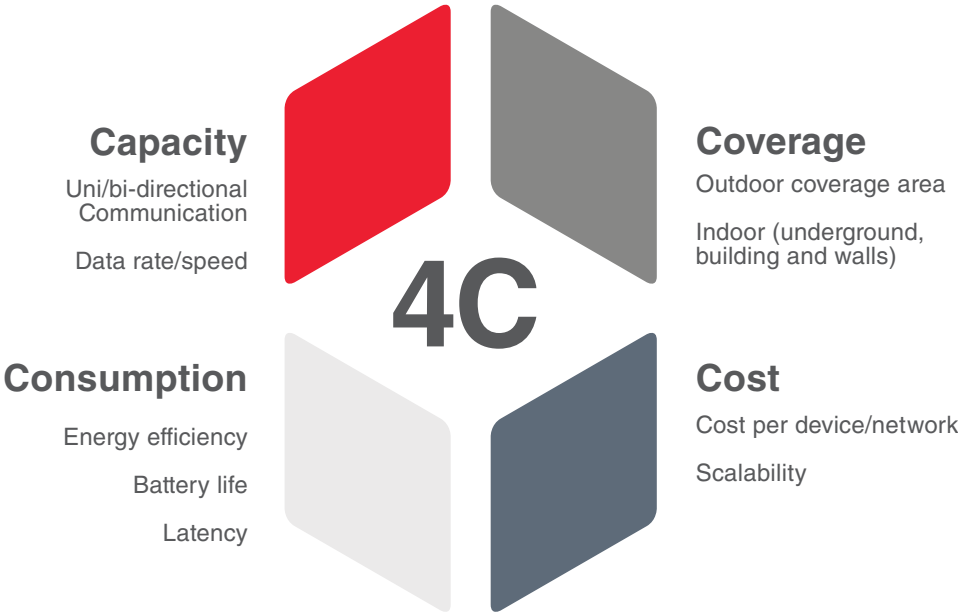 Capacity
Uni/bi-directional
Communication
Data rate/speed
Coverage
Outdoor coverage area
Indoor (underground,
building and walls)
4C
Consumption
Energy efficiency
Battery life
Latency
Cost
Cost per device/network
Scalability